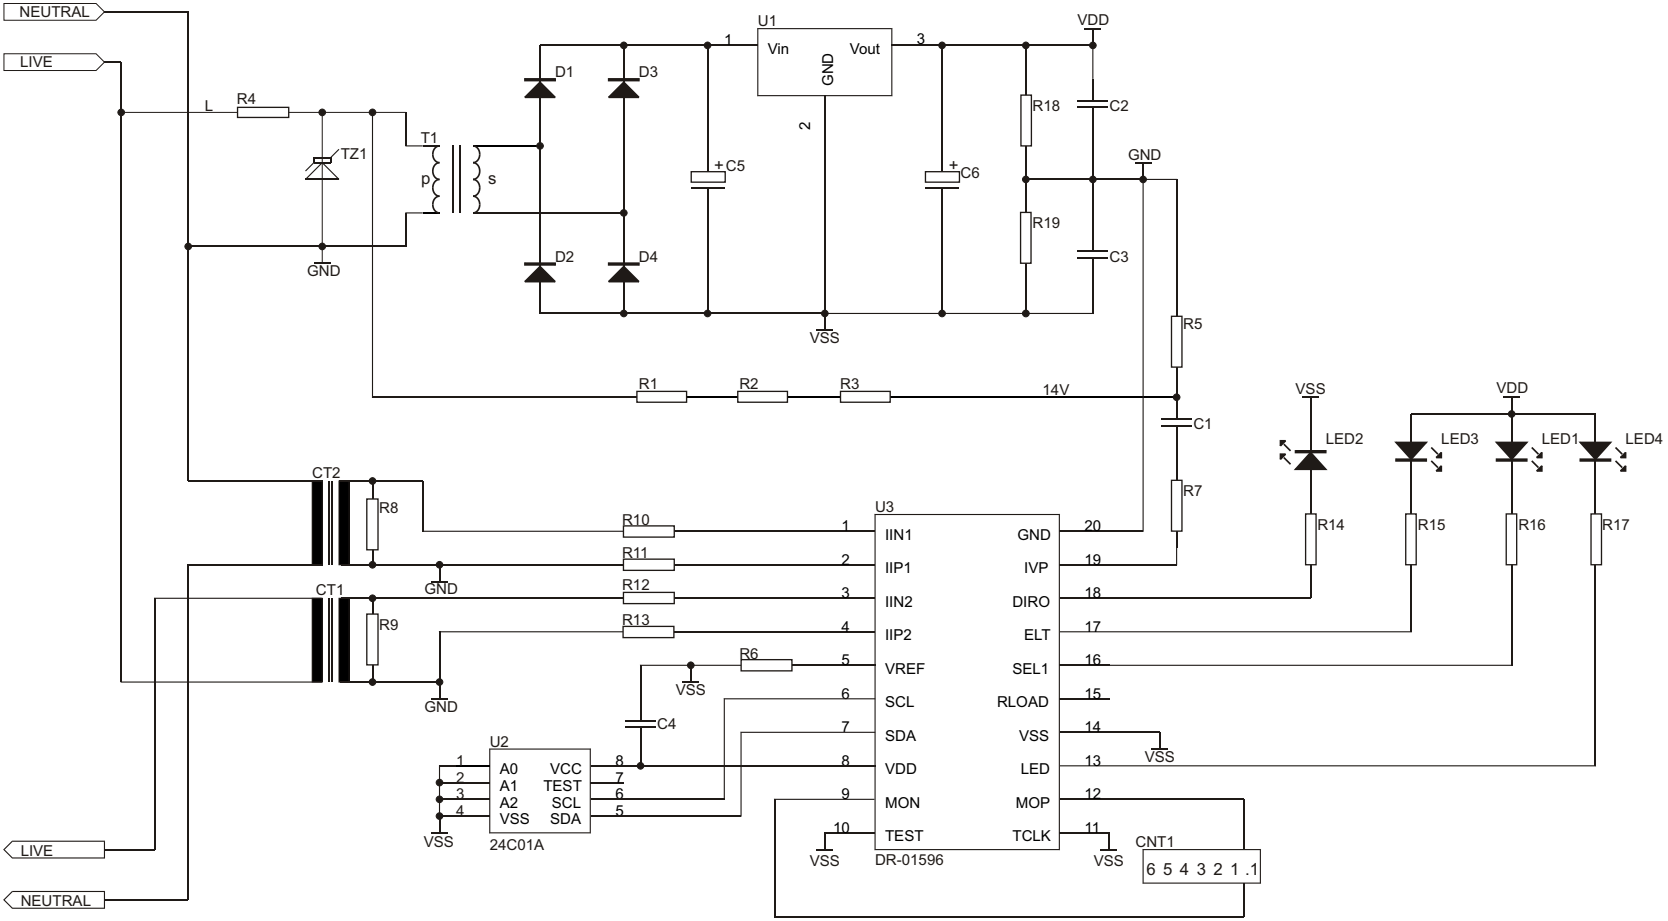 NEUTRAL
LIVE
L
R4
TZ1
GND
T1
p
s
D1
D3
D2
D4
1
U1
Vin
Vout
GND
3
2
+
C5
+
C6
VDD
R18
C2
GND
R19
C3
VSS
R5
R1
R2
R3
14V
C1
R7
VSS
LED2
R14
VDD
LED3
LED1
LED4
R15
R16
R17
CT2
R8
CT1
R9
GND
GND
R10
R11
R12
R13
R6
VSS
C4
U3
1 IIN1 GND 20
2 IIP1 IVP 19
3 IIN2 DIRO 18
4 IIP2 ELT 17
5 VREF SEL1 16
6 SCL RLOAD 15
7 SDA VSS 14
8 VDD LED 13
9 MON MOP 12
10 TEST TCLK 11
DR-01596
VSS
VSS
VSS
U2
1 A0 VCC 8
2 A1 TEST 7
3 A2 SCL 6
4 VSS SDA 5
24C01A
VSS
CNT1
6 5 4 3 2 1 .1
LIVE
NEUTRAL